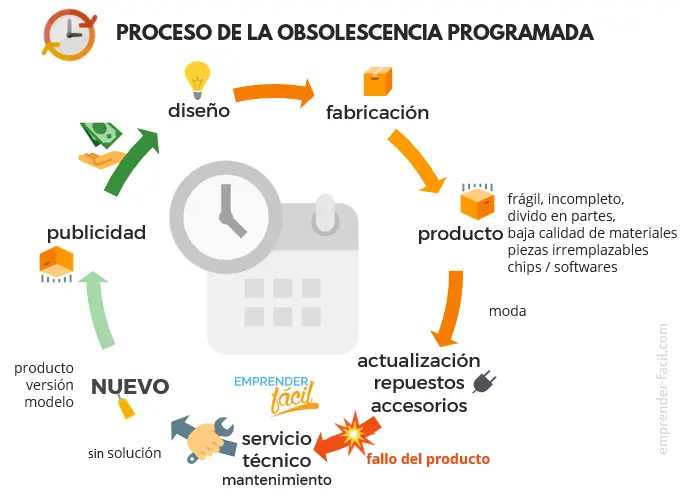 PROCESO DE LA OBSOLESCENCIA PROGRAMADA
diseño
fabricación
producto
frágil, incompleto,
divido en partes,
baja calidad de materiales
piezas irremplazables
chips / softwares
moda
actualización
repuestos
accesorios
fallo del producto
servicio
técnico
mantenimiento
sin solución
NUEVO
producto
versión
modelo
publicidad
EMPRENDER
fácil
emprender-facil.com